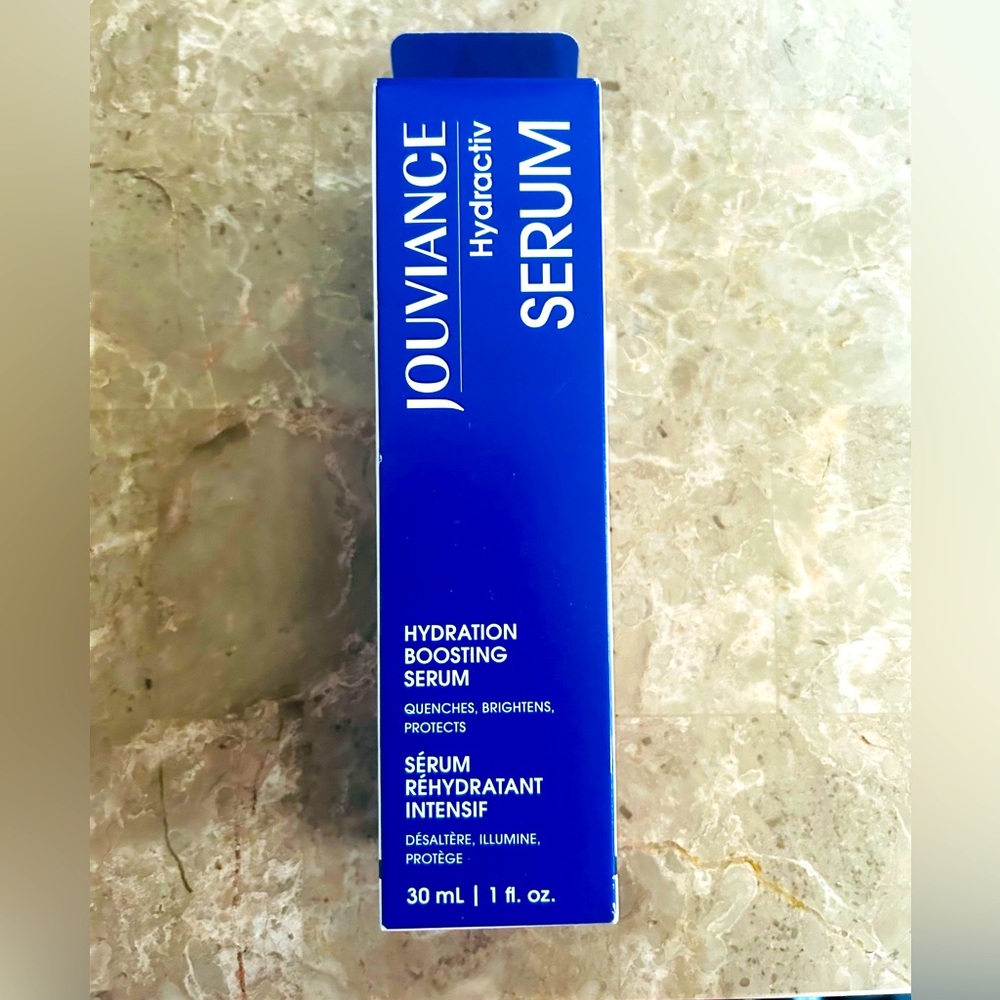 JOUVIANCE
Hydractiv
SERUM
HYDRATION
BOOSTING
SERUM
QUENCHES, BRIGHTENS,
PROTECTS
SÉRUM
RÉHYDRATANT
INTENSIF
DÉSALTÈRE, ILLUMINE,
PROTÈGE
30 mL | 1 fl. oz.